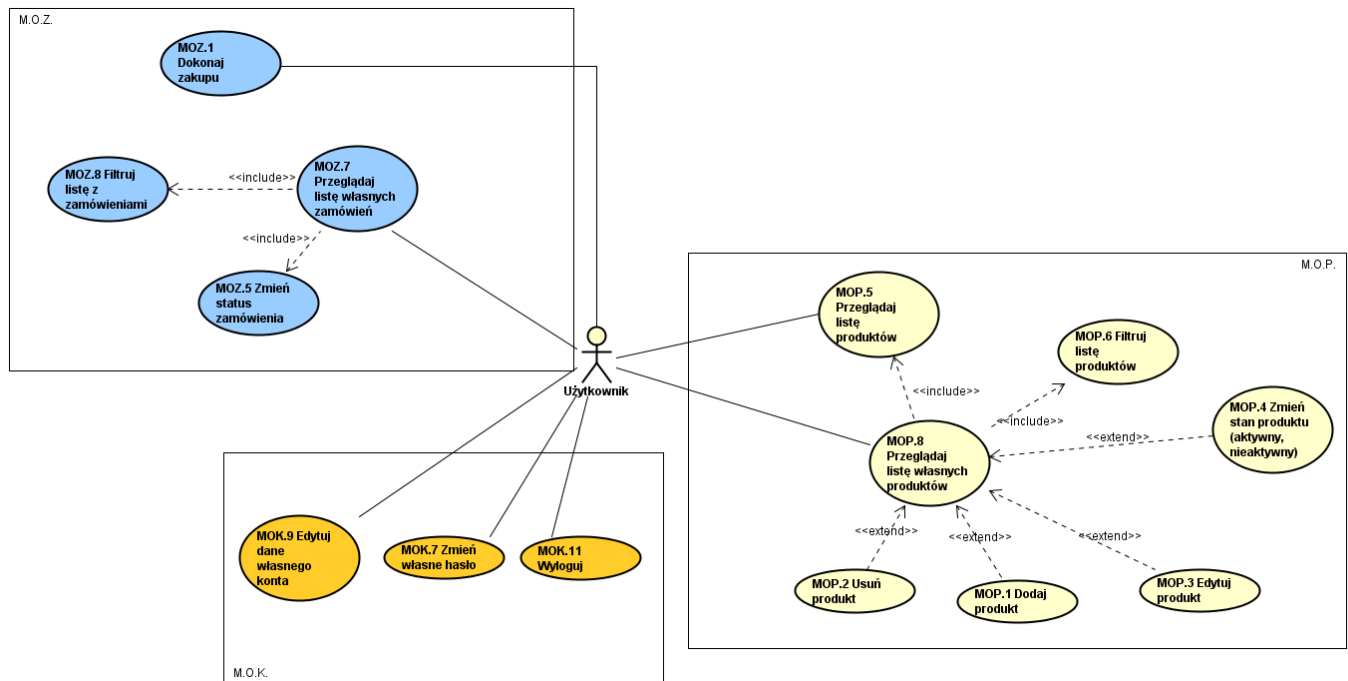 M.O.Z.
MOZ.1
Dokonaj
zakupu
MOZ.8 Filtruj
listę z
zamówieniami
<<include>>
MOZ.7
Przeglądaj
listę własnych
zamówień
<<include>>
MOZ.5 Zmień
status
zamówienia
Użytkownik
M.O.P.
MOP.5
Przeglądaj
listę
produktów
MOP.6 Filtruj
listę
produktów
<<include>>
<<include>>
MOP.4 Zmień
stan produktu
(aktywny,
nieaktywny)
<<extend>>
MOP.8
Przeglądaj
listę własnych
produktów
<<extend>>
<<extend>>
<<extend>>
MOP.2 Usuń
produkt
MOP.1 Dodaj
produkt
MOP.3 Edytuj
produkt
MOK.9 Edytuj
dane
własnego
konta
MOK.7 Zmień
własne hasło
MOK.11
Wyloguj
M.O.K.